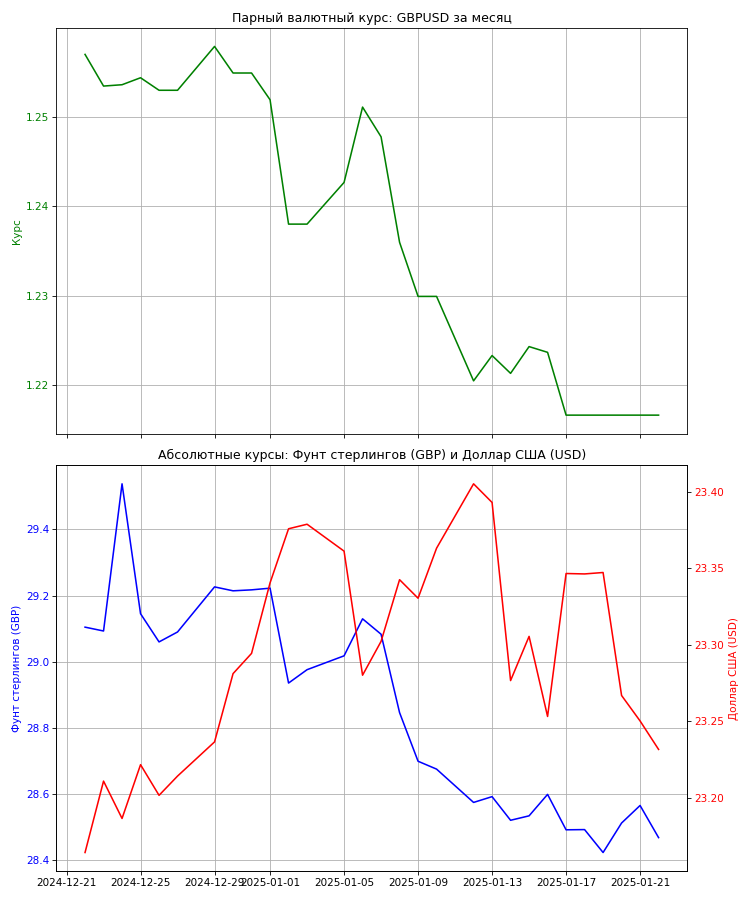 Парный валютный курс: GBPUSD за месяц
Курс
1.25
1.24
1.23
1.22
Абсолютные курсы: Фунт стерлингов (GBP) и Доллар США (USD)
Фунт стерлингов (GBP)
29.4
29.2
29.0
28.8
28.6
28.4
23.40
23.35
23.30
23.25
23.20
Доллар США (USD)
2024-12-21 2024-12-25 2024-12-29 2025-01-01 2025-01-05 2025-01-09 2025-01-13 2025-01-17 2025-01-21